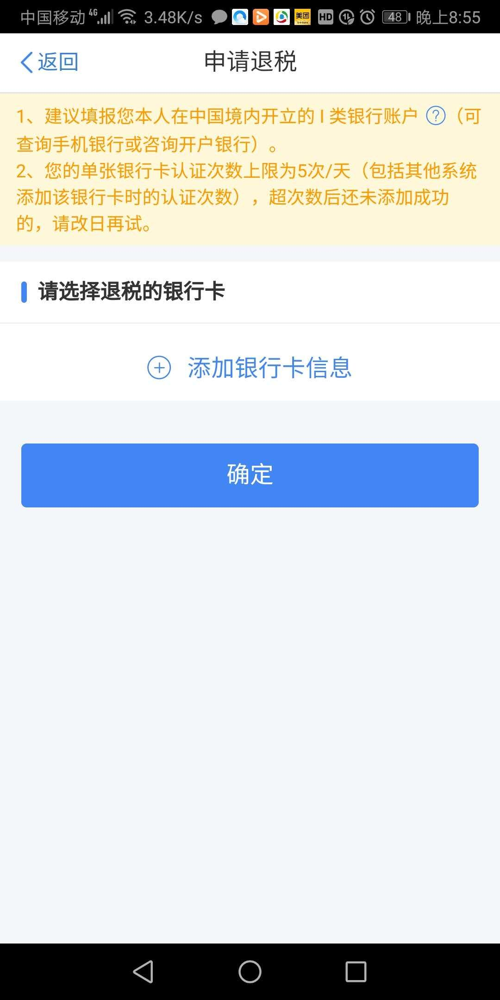 中国移动 4G 3.48K/s 美团 HD 48 晚上8:55
返回 申请退税
1、建议填报您本人在中国境内开立的 I 类银行账户 ?（可
查询手机银行或咨询开户银行）。
2、您的单张银行卡认证次数上限为5次/天（包括其他系统
添加该银行卡时的认证次数），超次数后还未添加成功
的，请改日再试。
请选择退税的银行卡
添加银行卡信息
确定